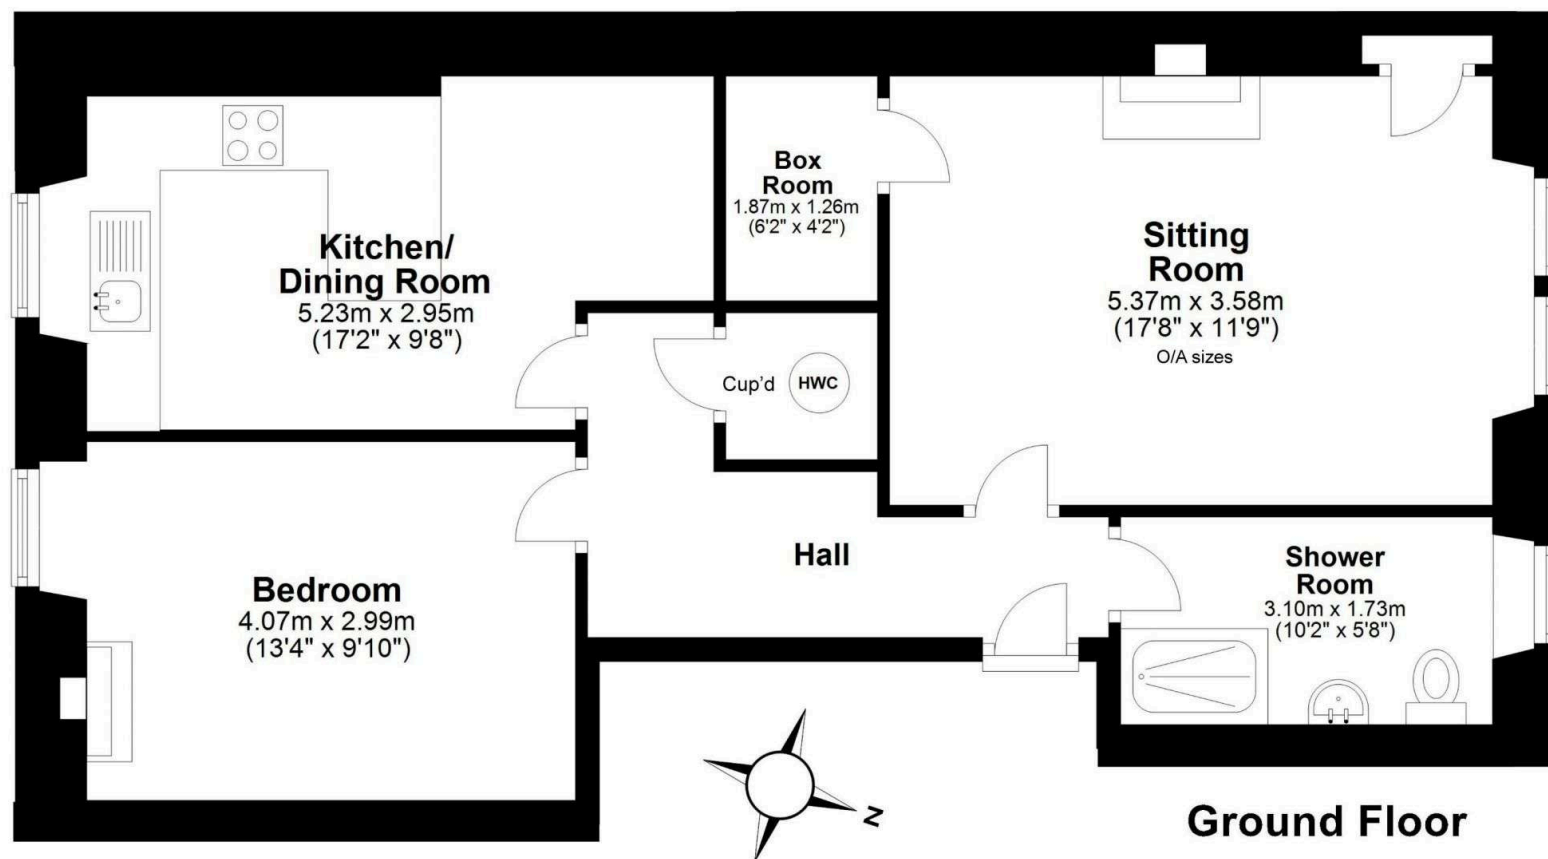 Kitchen/
Dining Room
5.23m x 2.95m
(17'2" x 9'8")
Box
Room
1.87m x 1.26m
(6'2" x 4'2")
Sitting
Room
5.37m x 3.58m
(17'8" x 11'9")
O/A sizes
Cup'd
HWC
Bedroom
4.07m x 2.99m
(13'4" x 9'10")
Hall
Shower
Room
3.10m x 1.73m
(10'2" x 5'8")
N
Ground Floor